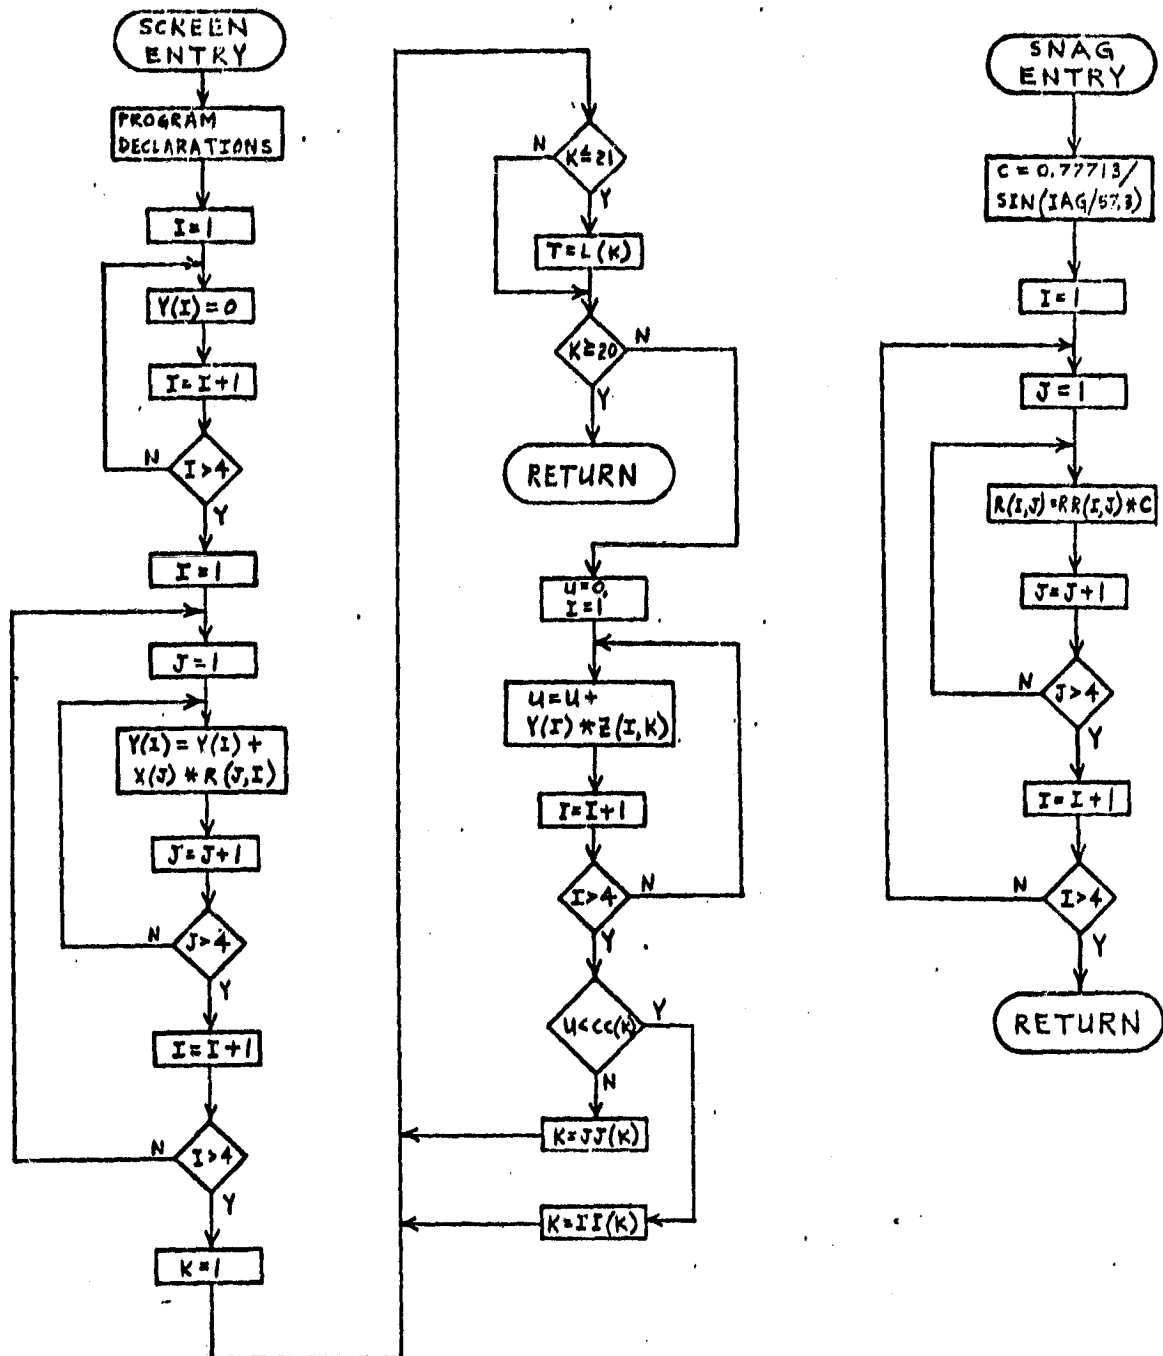 SCREEN
ENTRY
PROGRAM
DECLARATIONS
I=1
Y(I)=0
I=I+1
N
I>4
Y
I=1
J=1
Y(I)=Y(I)+
X(J)*R(J,I)
J=J+1
N
J>4
Y
I=I+1
N
I>4
Y
K=1
N
K≤21
Y
T=L(K)
K≥20
N
Y
RETURN
U=0,
I=1
U=U+
Y(I)*Z(I,K)
I=I+1
I>4
N
Y
U<CC(K)
Y
N
K=JJ(K)
K=II(K)
SNAG
ENTRY
C=0.77713/
SIN(IAG/57.3)
I=1
J=1
R(I,J)=RR(I,J)*C
J=J+1
N
J>4
Y
I=I+1
N
I>4
Y
RETURN